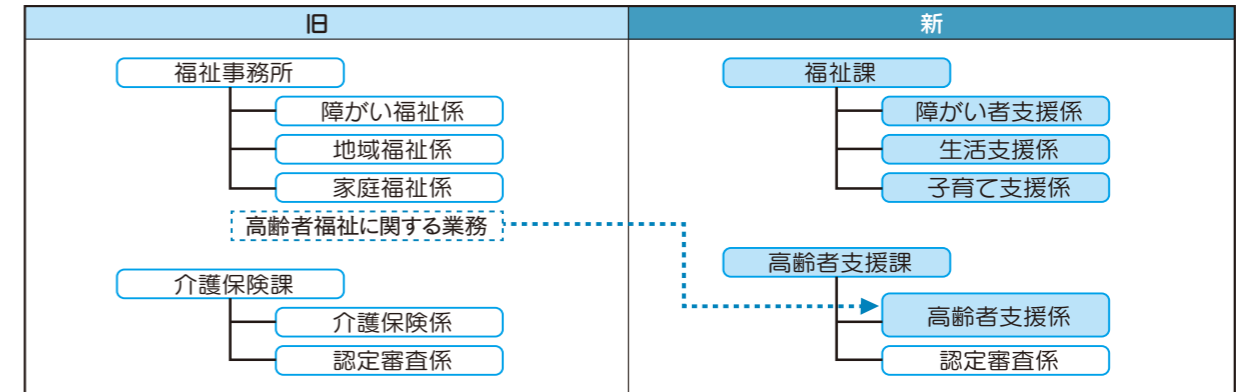 旧
新
福祉事務所
障がい福祉係
地域福祉係
家庭福祉係
高齢者福祉に関する業務
介護保険課
介護保険係
認定審査係
福祉課
障がい者支援係
生活支援係
子育て支援係
高齢者支援課
高齢者支援係
認定審査係